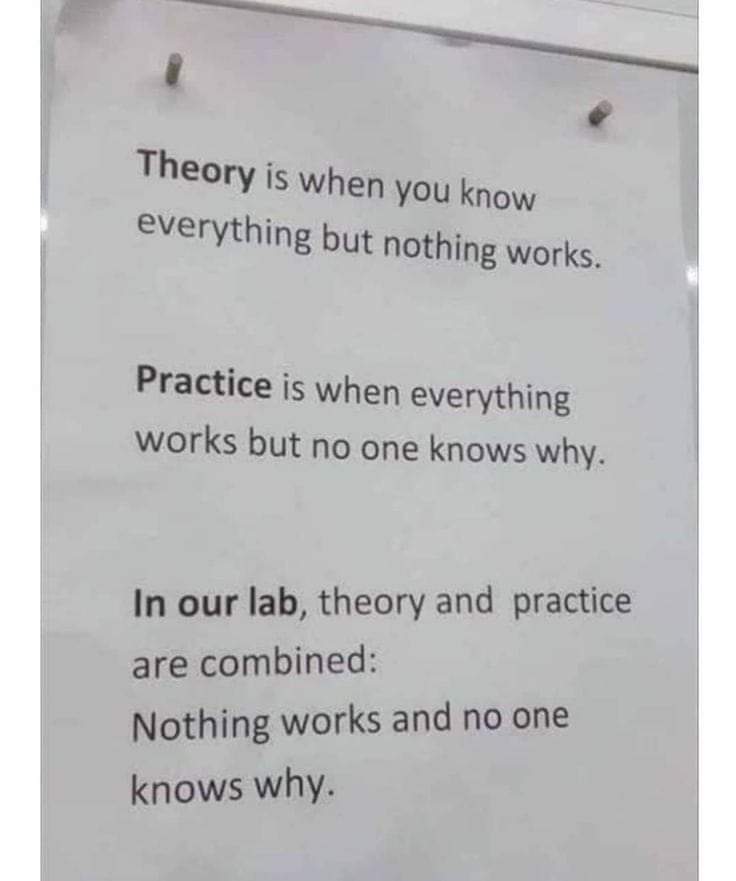 Theory is when you know
everything but nothing works.
Practice is when everything
works but no one knows why.
In our lab, theory and practice
are combined:
Nothing works and no one
knows why.